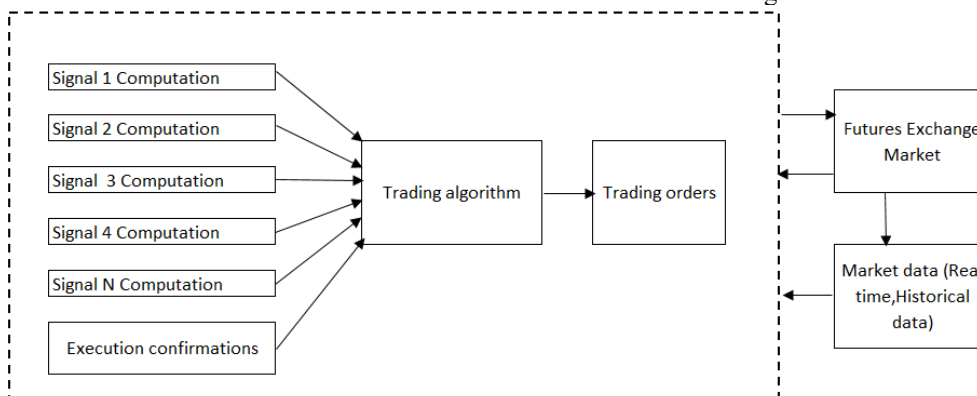 Signal 1 Computation
Signal 2 Computation
Signal 3 Computation
Signal 4 Computation
Signal N Computation
Execution confirmations
Trading algorithm
Trading orders
Futures Exchange
Market
Market data (Rea
time,Historical
data)